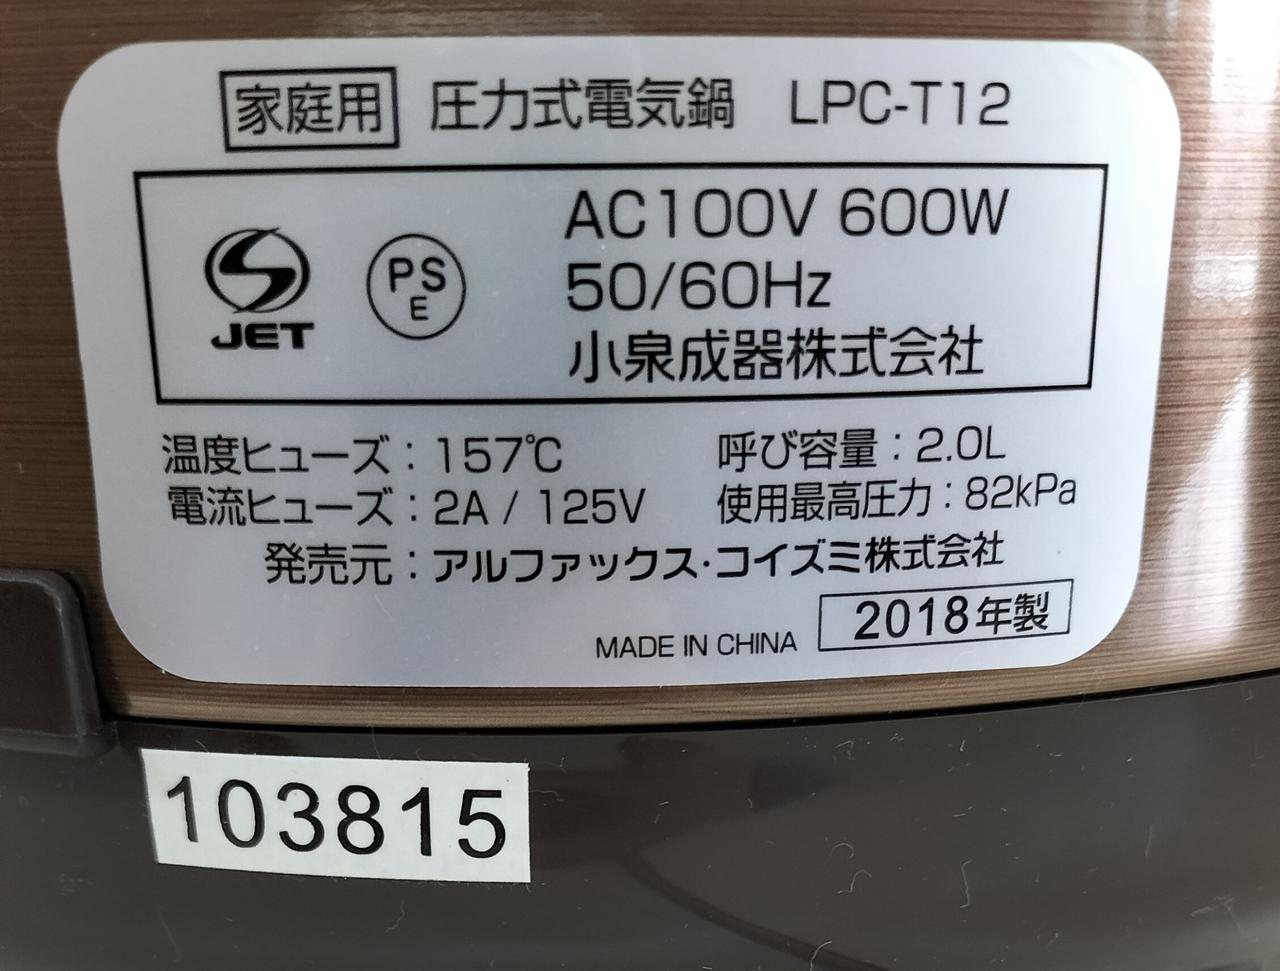 家庭用 圧力式電気鍋 LPC-T12
AC100V 600W
50/60Hz
小泉成器株式会社
JET
PS
E
温度ヒューズ：157℃ 呼び容量：2.0L
電流ヒューズ：2A / 125V 使用最高圧力：82kPa
発売元：アルファックス・コイズミ株式会社
MADE IN CHINA 2018年製
103815